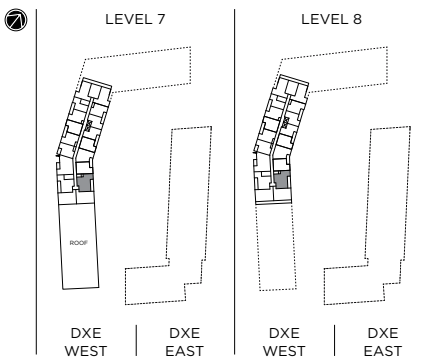 LEVEL 7
LEVEL 8
ROOF
DXE
WEST
DXE
EAST
DXE
WEST
DXE
EAST